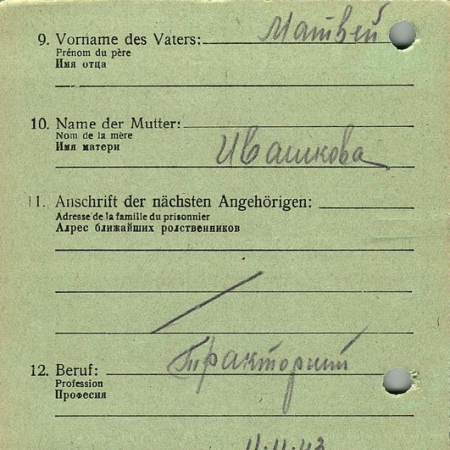 9. Vorname des Vaters: Матвей
Prénom du père
Имя отца
10. Name der Mutter:
Nom de la mère
Имя матери
Ивашкова
11. Anschrift der nächsten Angehörigen:
Adresse de la famille du prisonnier
Адрес ближайших родственников
12. Beruf: Тракторист
Profession
Професия